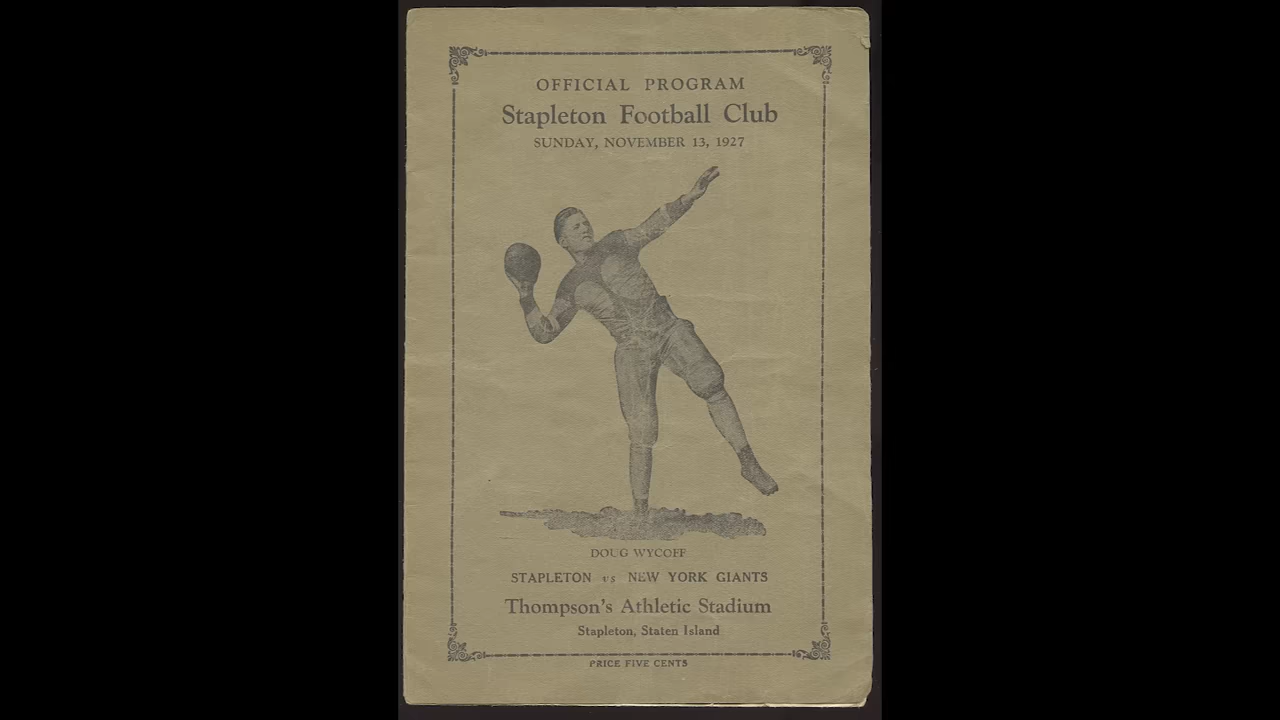 OFFICIAL PROGRAM
Stapleton Football Club
SUNDAY, NOVEMBER 13, 1927
DOUG WYCOFF
STAPLETON vs NEW YORK GIANTS
Thompson's Athletic Stadium
Stapleton, Staten Island
PRICE FIVE CENTS